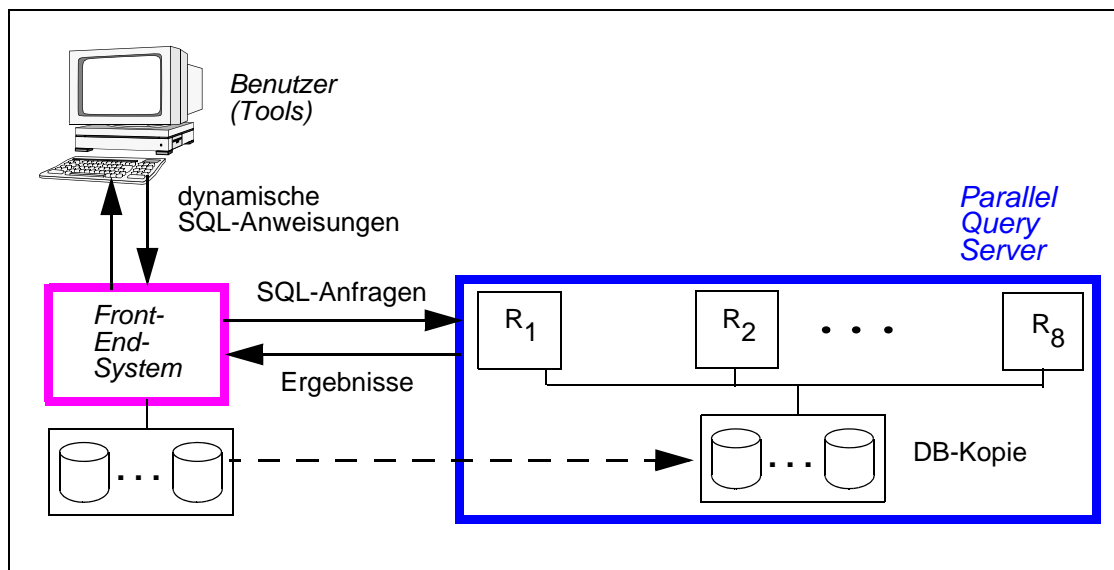 Benutzer
(Tools)
dynamische
SQL-Anweisungen
Parallel
Query
Server
Front-
End-
System
SQL-Anfragen
Ergebnisse
R1
R2
. . .
R8
DB-Kopie
. . .
. . .